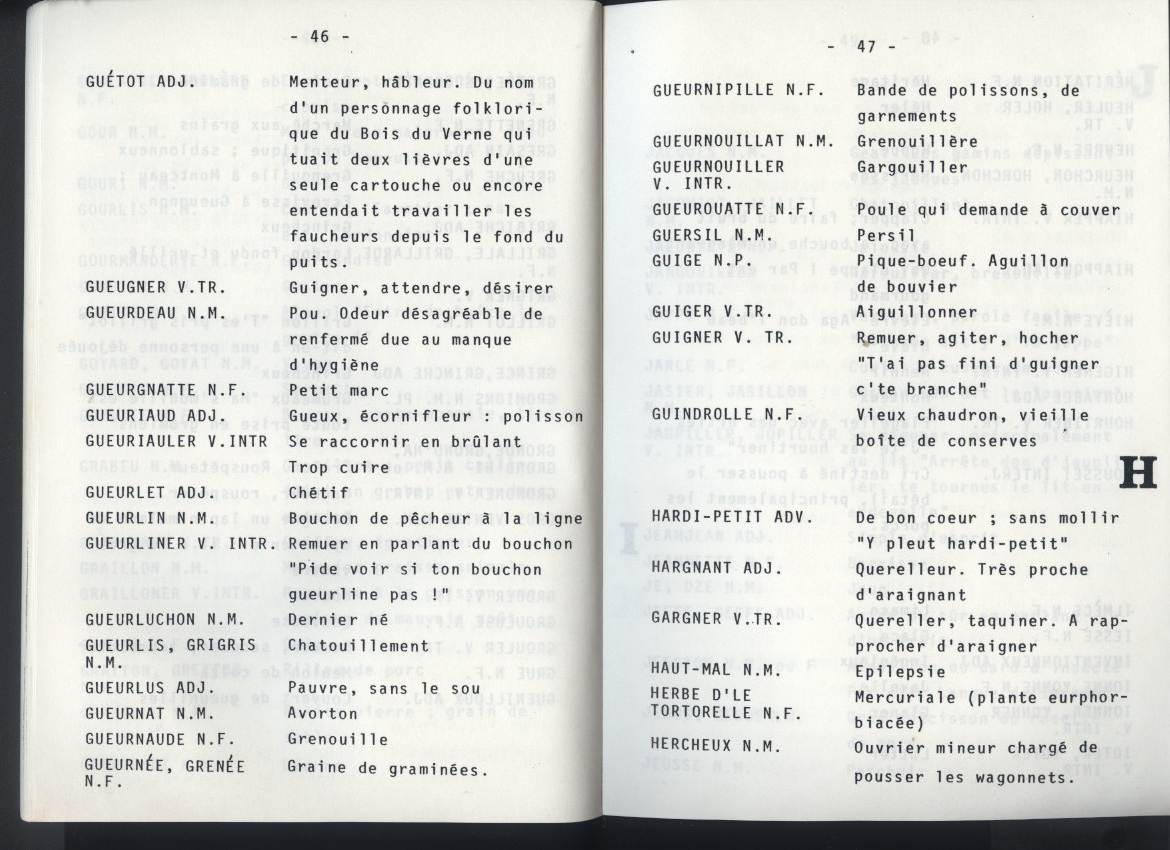 - 46 -
GUÉTOT ADJ. Menteur, hâbleur. Du nom
d'un personnage folklori-
que du Bois du Verne qui
tuait deux lièvres d'une
seule cartouche ou encore
entendait travailler les
faucheurs depuis le fond du
puits.
GUEUGNER V.TR. Guigner, attendre, désirer
GUEURDEAU N.M. Pou. Odeur désagréable de
renfermé due au manque
d'hygiène
GUEURGNATTE N.F. Petit marc
GUEURIAUD ADJ. Gueux, écornifleur : polisson
GUEURIAULER V.INTR Se raccornir en brûlant
Trop cuire
GUEURLET ADJ. Chétif
GUEURLIN N.M. Bouchon de pêcheur à la ligne
GUEURLINER V. INTR. Remuer en parlant du bouchon
"Pide voir si ton bouchon
gueurline pas !"
GUEURLUCHON N.M. Dernier né
GUEURLIS, GRIGRIS Chatouillement
N.M.
GUEURLUS ADJ. Pauvre, sans le sou
GUEURNAT N.M. Avorton
GUEURNAUDE N.F. Grenouille
GUEURNÉE, GRENÉE Graine de graminées.
N.F.
- 47 -
GUEURNIPILLE N.F. Bande de polissons, de
garnements
GUEURNOUILLAT N.M. Grenouillère
GUEURNOUILLER Gargouiller
V. INTR.
GUEUROUATTE N.F. Poule qui demande à couver
GUERSIL N.M. Persil
GUIGE N.P. Pique-boeuf. Aguillon
de bouvier
GUIGER V.TR. Aiguillonner
GUIGNER V. TR. Remuer, agiter, hocher
"T'ai pas fini d'guigner
c'te branche"
GUINDROLLE N.F. Vieux chaudron, vieille
boîte de conserves
H
HARDI-PETIT ADV. De bon coeur ; sans mollir
"Y pleut hardi-petit"
HARGNANT ADJ. Querelleur. Très proche
d'araignant
GARGNER V.TR. Quereller, taquiner. A rap-
procher d'araigner
HAUT-MAL N.M. Epilepsie
HERBE D'LE Mercuriale (plante eurphor-
TORTORELLE N.F. biacée)
HERCHEUX N.M. Ouvrier mineur chargé de
pousser les wagonnets.